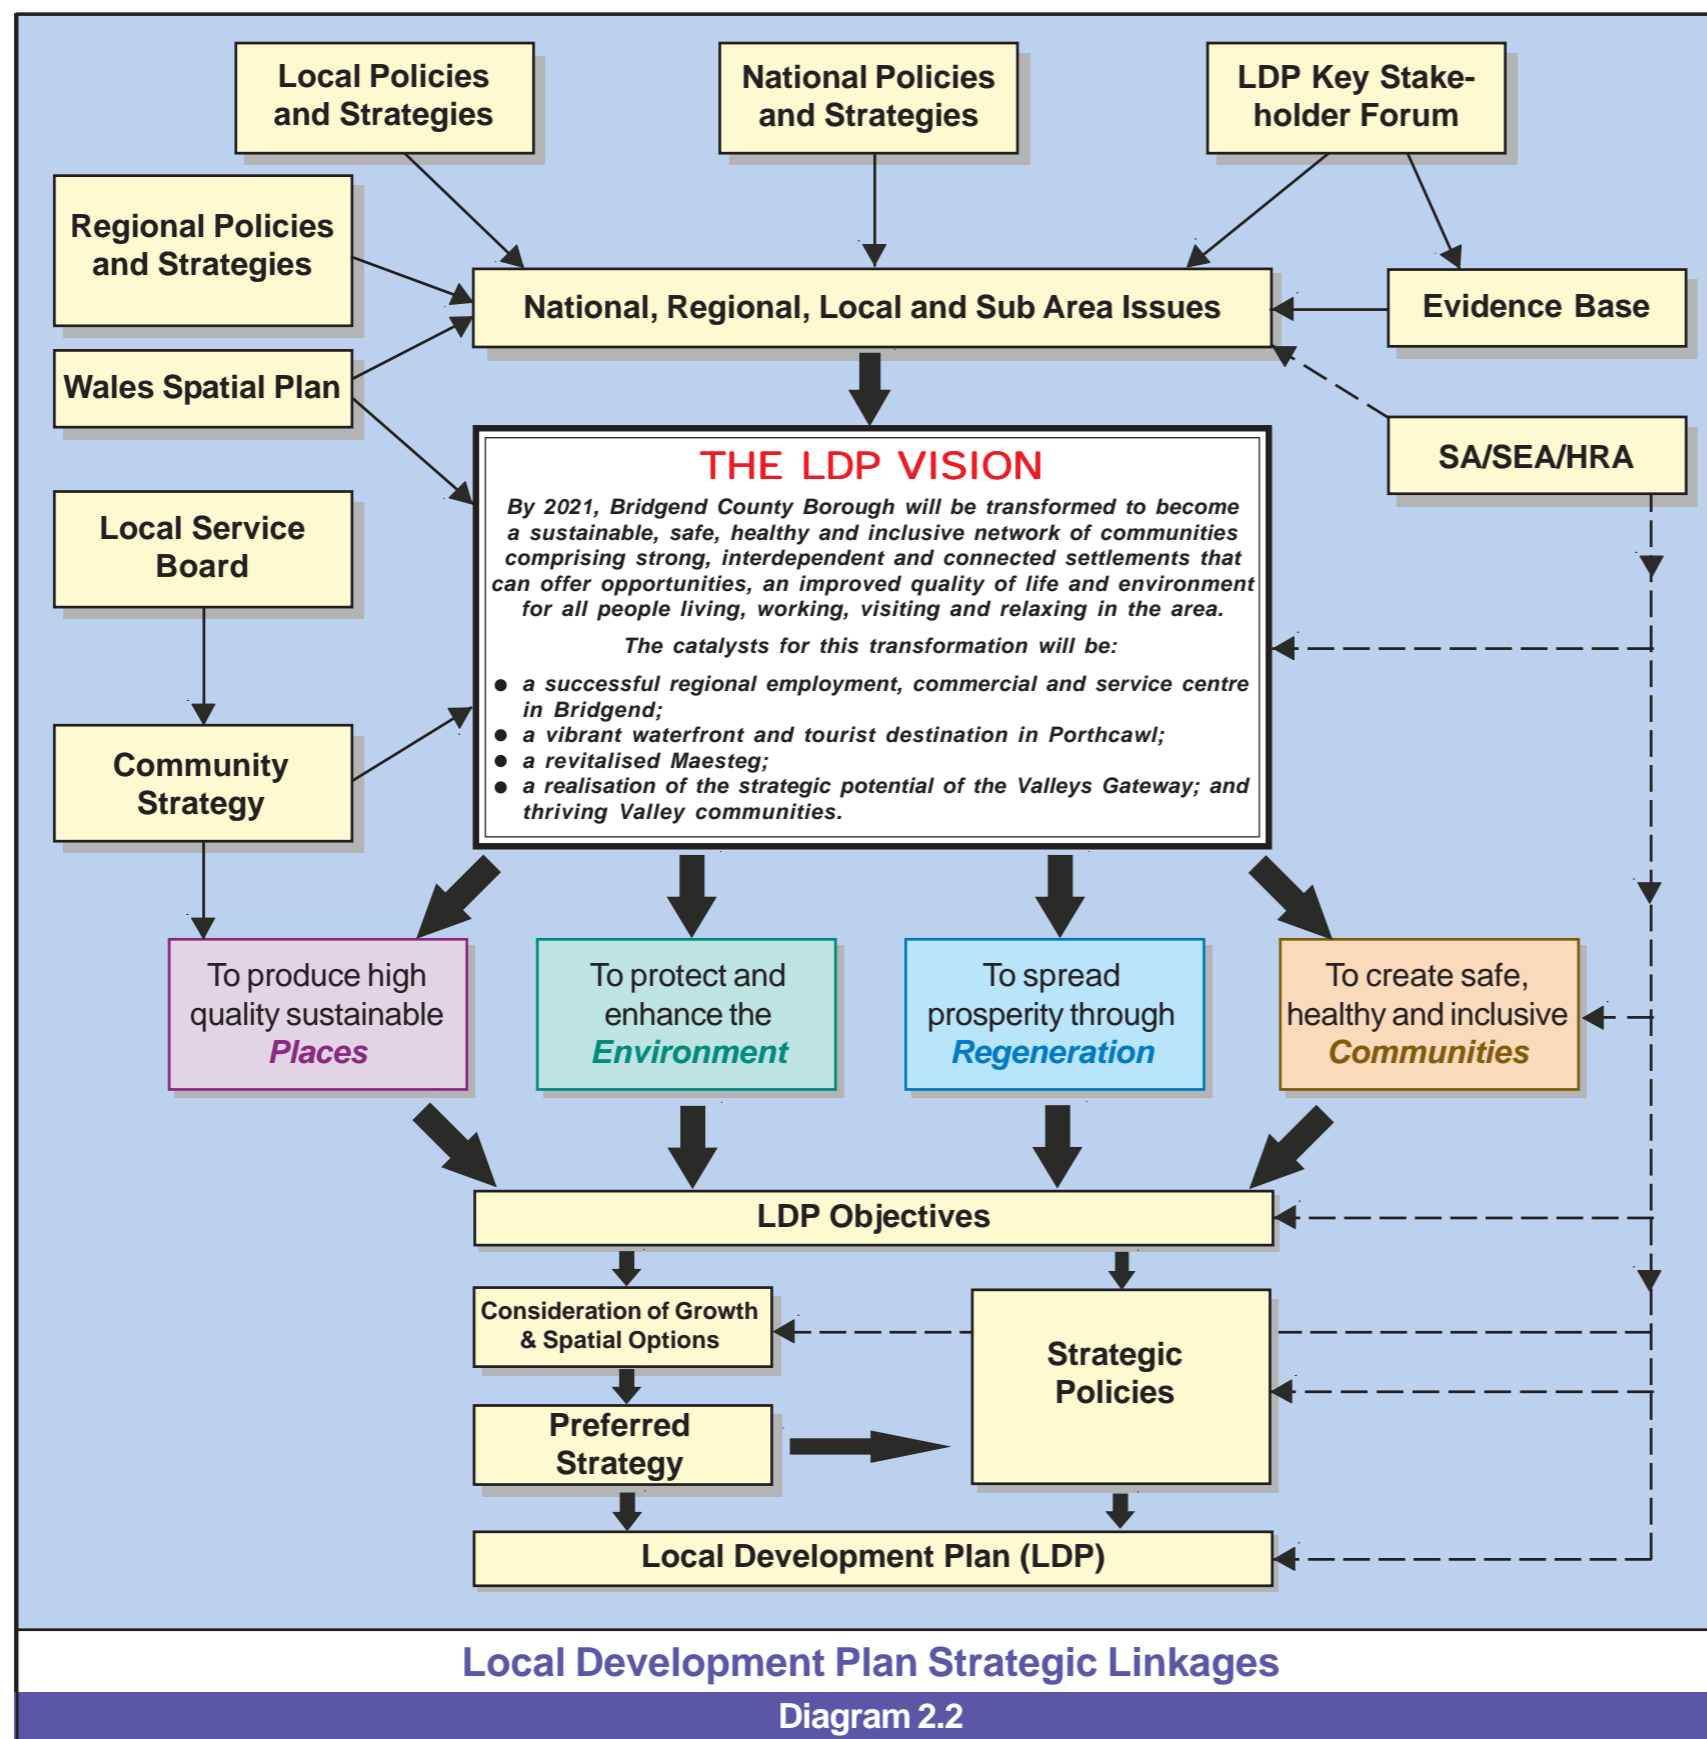 Local Policies
and Strategies
National Policies
and Strategies
LDP Key Stake-
holder Forum
Regional Policies
and Strategies
National, Regional, Local and Sub Area Issues
Evidence Base
Wales Spatial Plan
SA/SEA/HRA
THE LDP VISION
By 2021, Bridgend County Borough will be transformed to become
a sustainable, safe, healthy and inclusive network of communities
comprising strong, interdependent and connected settlements that
can offer opportunities, an improved quality of life and environment
for all people living, working, visiting and relaxing in the area.
The catalysts for this transformation will be:
● a successful regional employment, commercial and service centre
in Bridgend;
● a vibrant waterfront and tourist destination in Porthcawl;
● a revitalised Maesteg;
● a realisation of the strategic potential of the Valleys Gateway; and
thriving Valley communities.
Local Service
Board
Community
Strategy
To produce high
quality sustainable
Places
To protect and
enhance the
Environment
To spread
prosperity through
Regeneration
To create safe,
healthy and inclusive
Communities
LDP Objectives
Consideration of Growth
& Spatial Options
Strategic
Policies
Preferred
Strategy
Local Development Plan (LDP)
Local Development Plan Strategic Linkages
Diagram 2.2